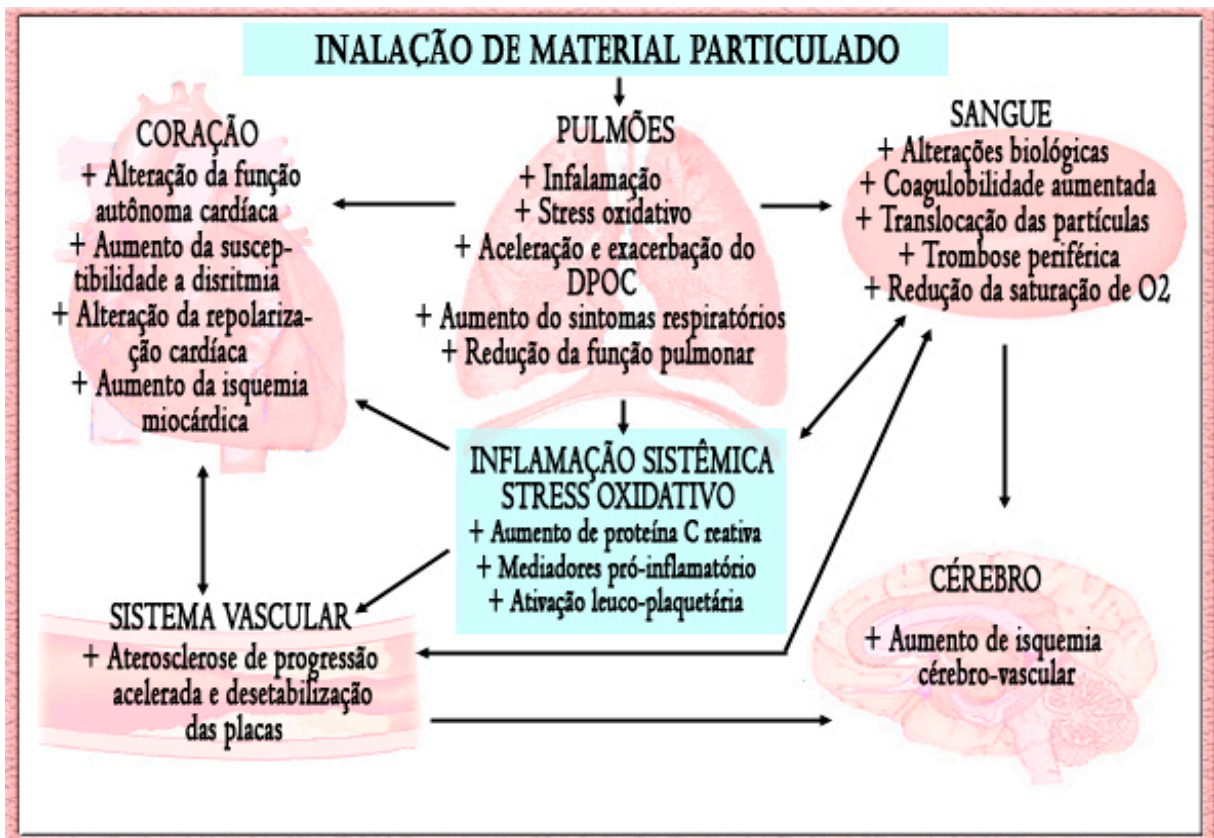 INALAÇÃO DE MATERIAL PARTICULADO
CORAÇÃO
+ Alteração da função
autônoma cardíaca
+ Aumento da suscep-
tibilidade a disritmia
+ Alteração da repolariza-
ção cardíaca
+ Aumento da isquemia
miocárdica
PULMÕES
+ Infalamação
+ Stress oxidativo
+ Aceleração e exacerbação do
DPOC
+ Aumento do sintomas respiratórios
+ Redução da função pulmonar
SANGUE
+ Alterações biológicas
+ Coagulobilidade aumentada
+ Translocação das partículas
+ Trombose periférica
+ Redução da saturação de O2
INFLAMAÇÃO SISTÊMICA
STRESS OXIDATIVO
+ Aumento de proteína C reativa
+ Mediadores pró-inflamatório
+ Ativação leuco-plaquetária
SISTEMA VASCULAR
+ Aterosclerose de progressão
acelerada e desetabilização
das placas
CÉREBRO
+ Aumento de isquemia
cérebro-vascular